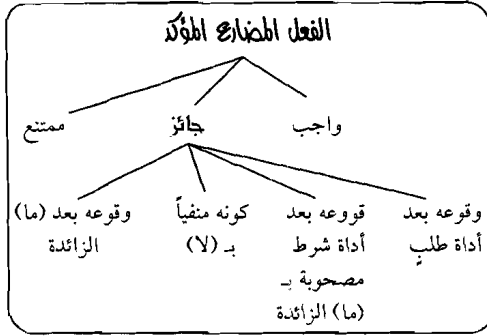 الفعل المضارع المؤكد
واجب
جائز
ممتنع
وقوعه بعد
أداة طلبٍ
قووعه بعد
أداة شرط
مصحوبة بـ
(ما) الزائدة
كونه منفياً
بـ (لا)
وقوعه بعد (ما)
الزائدة